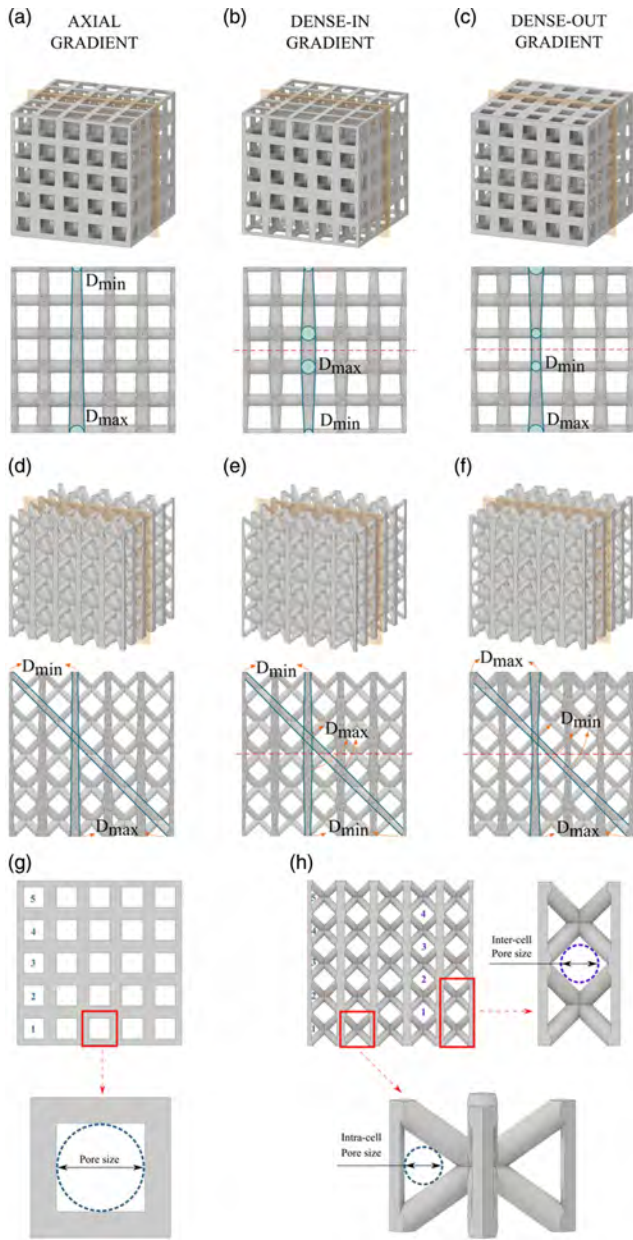 (a)
AXIAL
GRADIENT
(b)
DENSE-IN
GRADIENT
(c)
DENSE-OUT
GRADIENT
Dmin
Dmax
Dmax
Dmin
Dmin
Dmax
(d)
(e)
(f)
Dmin
Dmax
Dmin
Dmax
Dmin
Dmax
Dmin
Dmax
(g)
5
4
3
2
1
Pore size
(h)
5
4
3
2
1
4
3
2
1
Inter-cell
Pore size
Intra-cell
Pore size